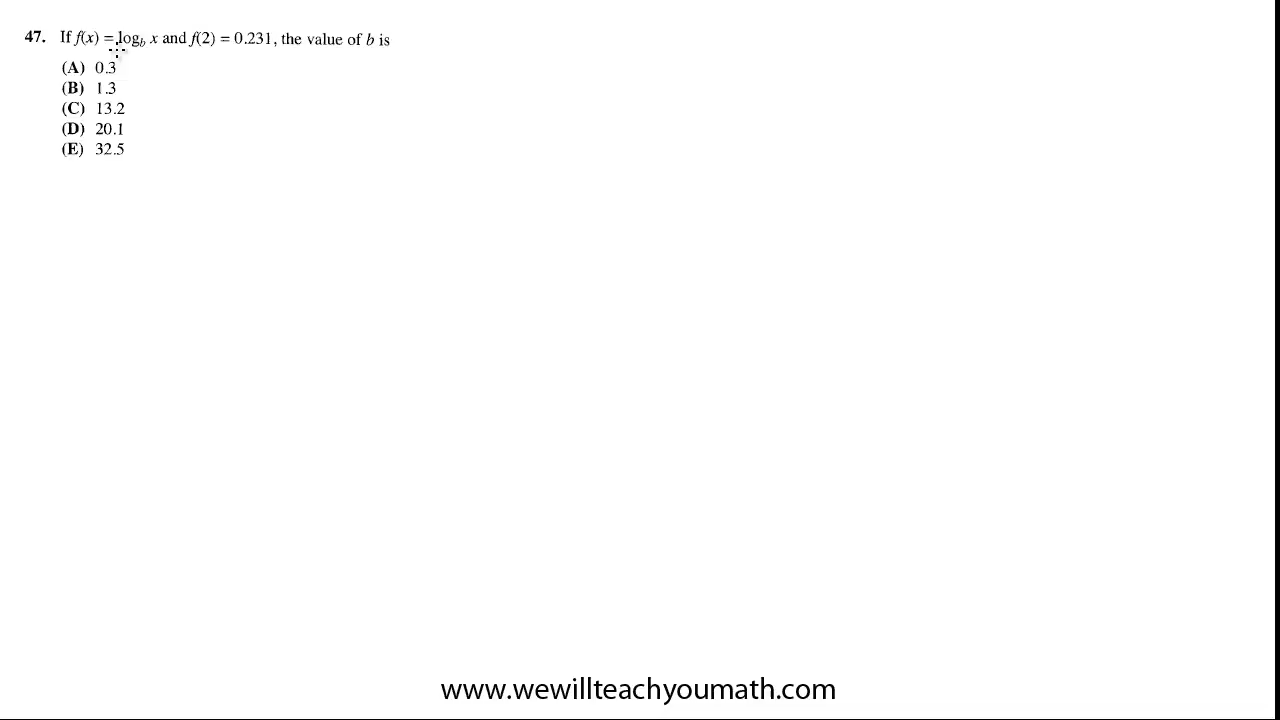 47. If f(x) = log_b x and f(2) = 0.231, the value of b is
(A) 0.3
(B) 1.3
(C) 13.2
(D) 20.1
(E) 32.5
www.wewillteachyoumath.com